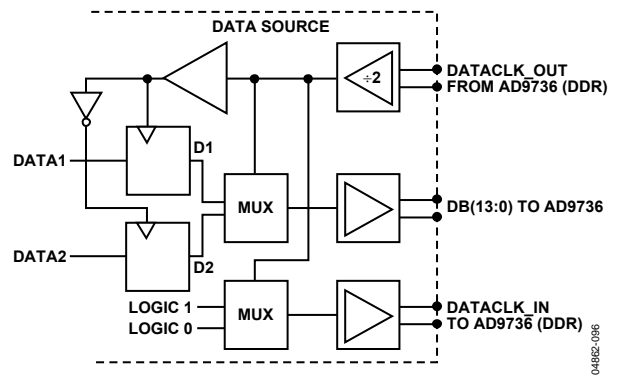 DATA SOURCE
÷2
DATACLK_OUT
FROM AD9736 (DDR)
DATA1
D1
MUX
DB(13:0) TO AD9736
DATA2
D2
LOGIC 1
LOGIC 0
MUX
DATACLK_IN
TO AD9736 (DDR)
04862-096